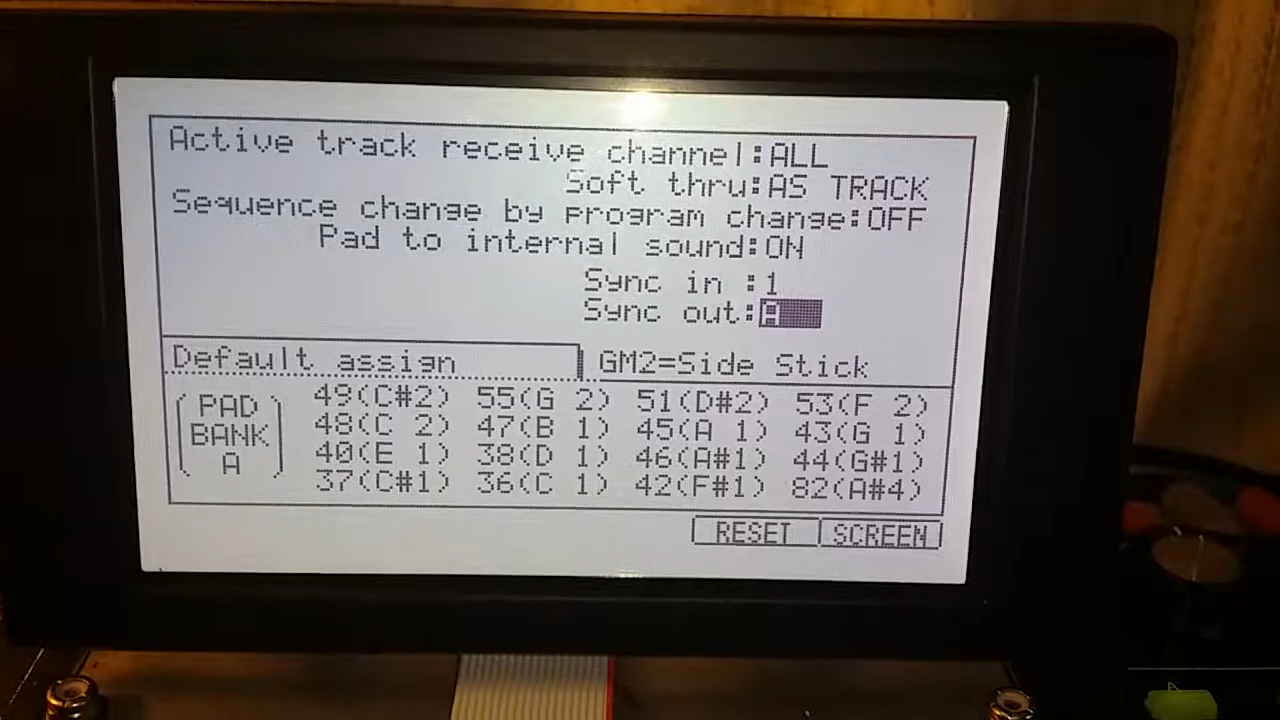 Active track receive channel:ALL
Soft thru:AS TRACK
Sequence change by program change:OFF
Pad to internal sound:ON
Sync in :1
Sync out:A
Default assign GM2=Side Stick
PAD BANK A
49(C#2) 55(G 2) 51(D#2) 53(F 2)
48(C 2) 47(B 1) 45(A 1) 43(G 1)
40(E 1) 38(D 1) 46(A#1) 44(G#1)
37(C#1) 36(C 1) 42(F#1) 82(A#4)
RESET SCREEN